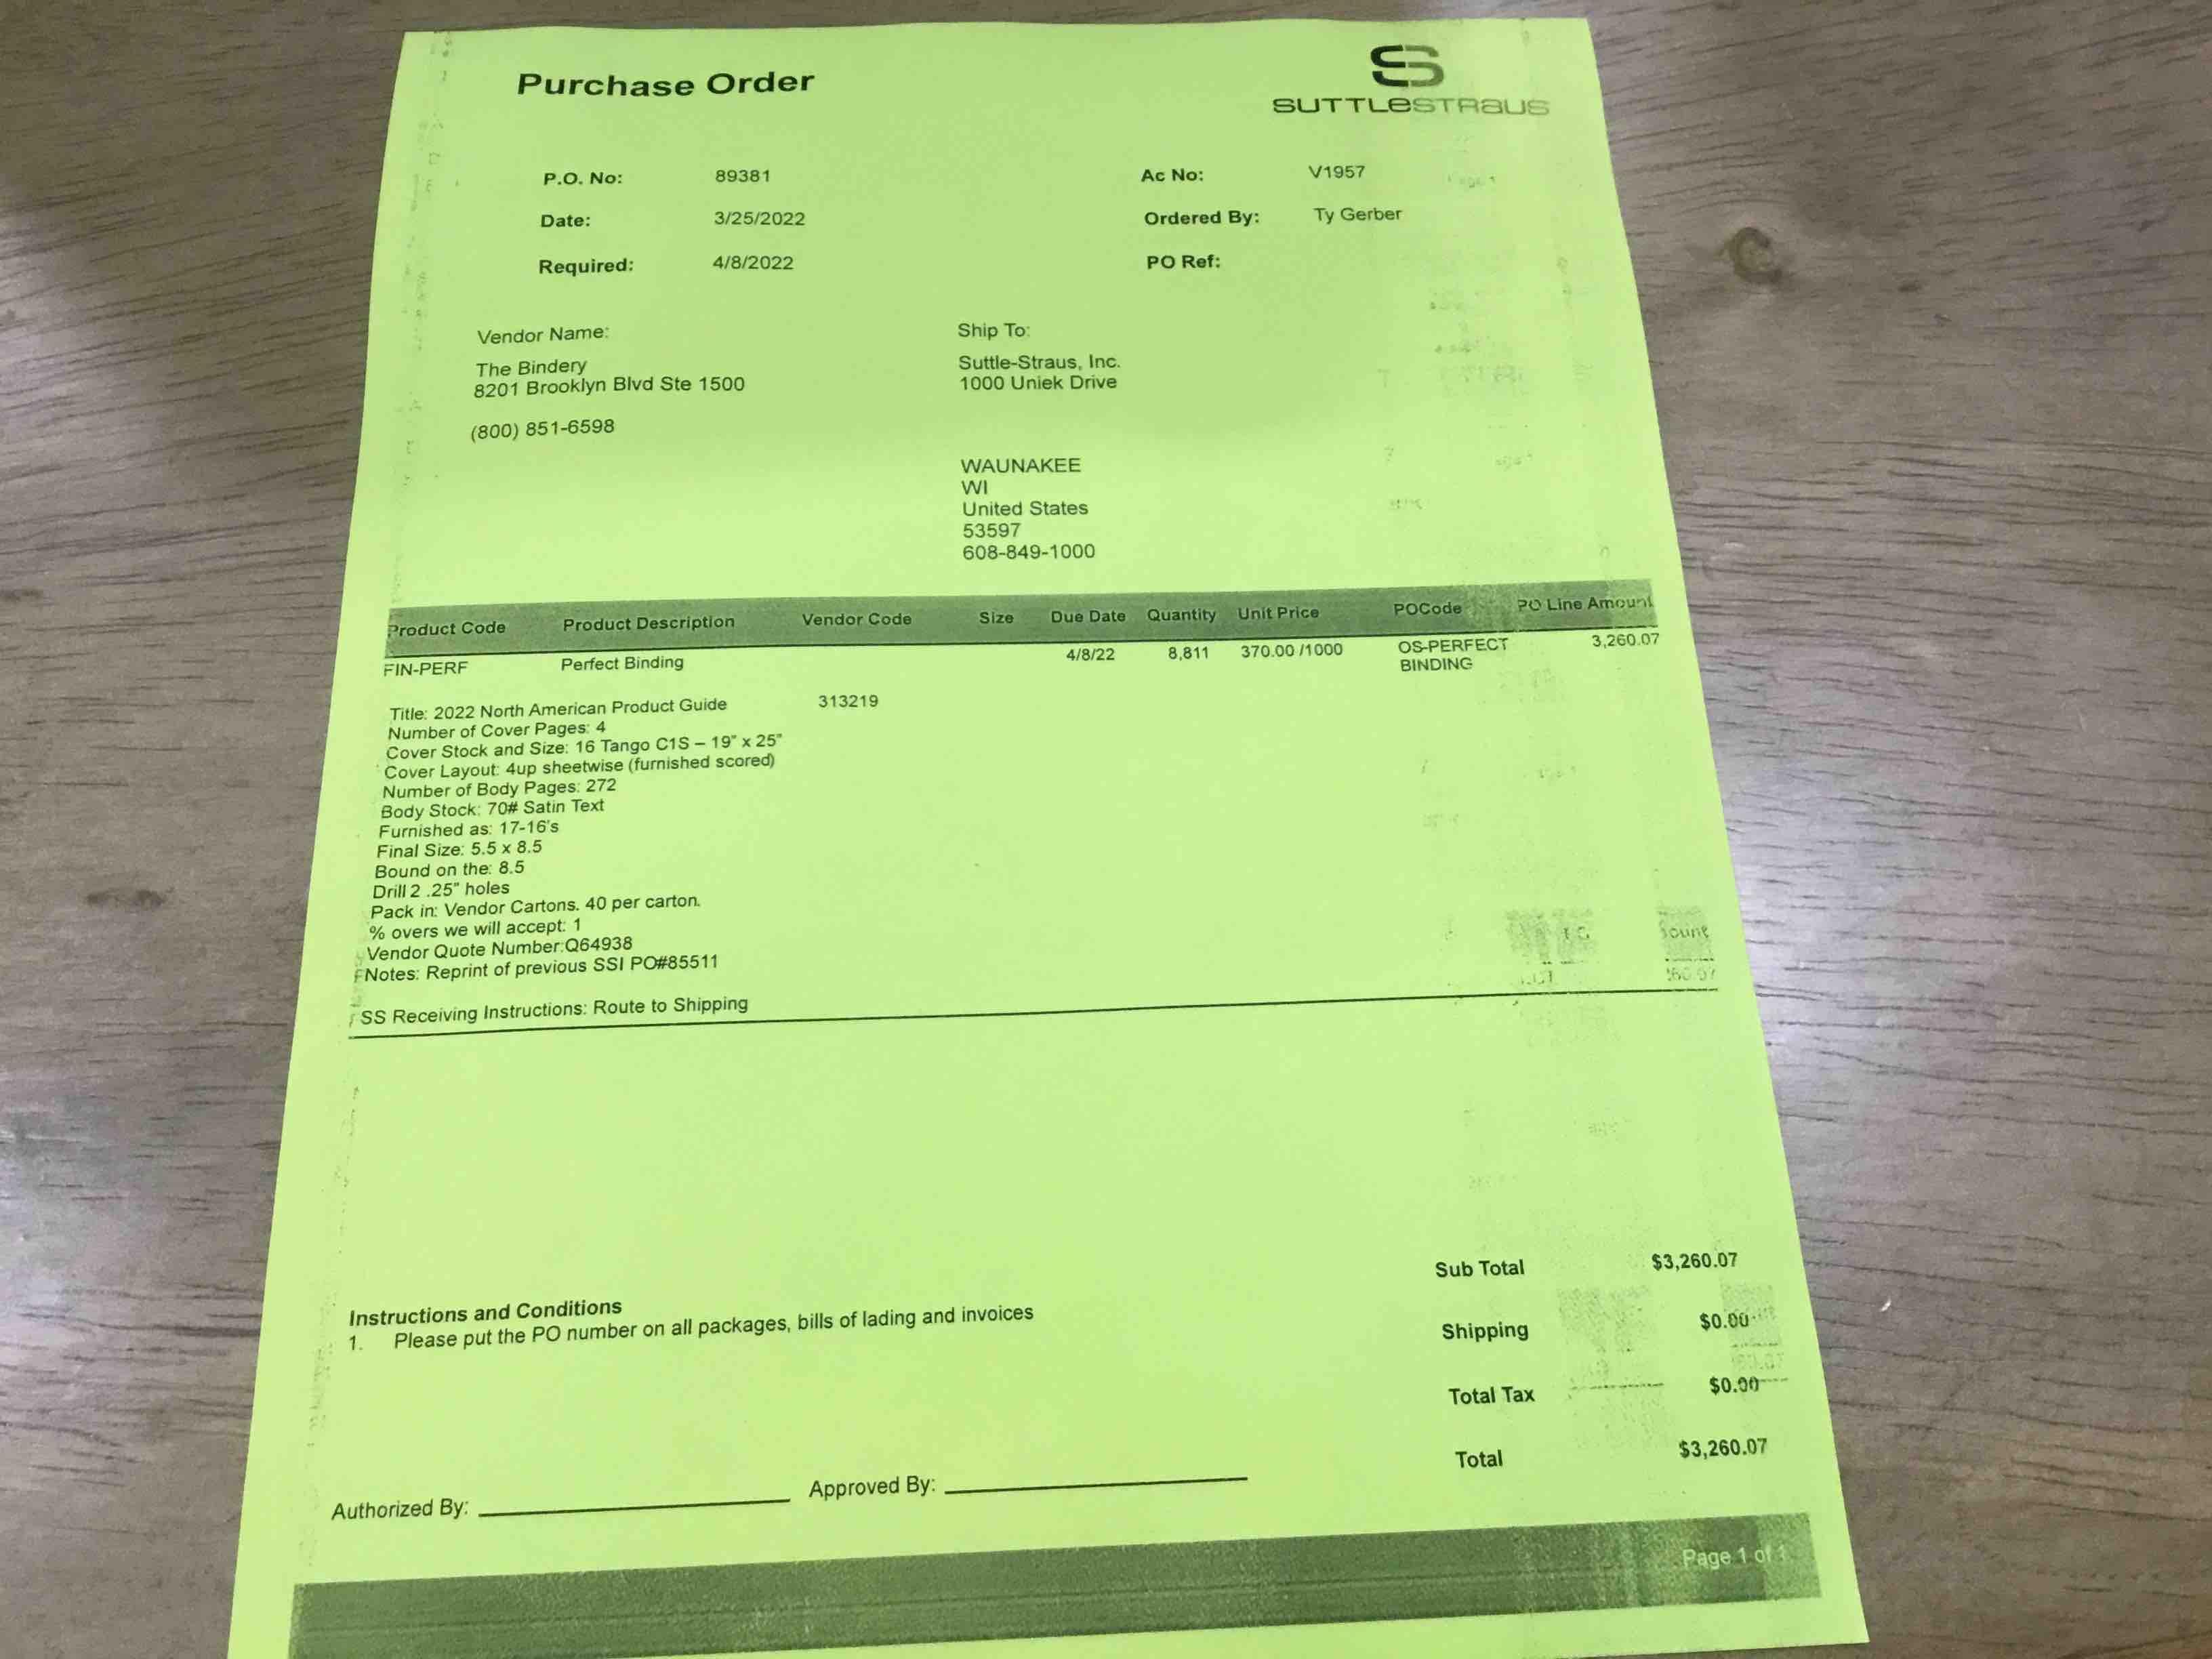 Purchase Order
SUTTLESTRAUS
P.O. No: 89381 Ac No: V1957
Date: 3/25/2022 Ordered By: Ty Gerber
Required: 4/8/2022 PO Ref:
Vendor Name:
The Bindery
8201 Brooklyn Blvd Ste 1500
(800) 851-6598
Ship To:
Suttle-Straus, Inc.
1000 Uniek Drive
WAUNAKEE
WI
United States
53597
608-849-1000
Product Code Product Description Vendor Code Size Due Date Quantity Unit Price POCode PO Line Amount
FIN-PERF Perfect Binding 4/8/22 8,811 370.00 /1000 OS-PERFECT 3,260.07
BINDING
Title: 2022 North American Product Guide 313219
Number of Cover Pages: 4
Cover Stock and Size: 16 Tango C1S – 19" x 25"
Cover Layout: 4up sheetwise (furnished scored)
Number of Body Pages: 272
Body Stock: 70# Satin Text
Furnished as: 17-16's
Final Size: 5.5 x 8.5
Bound on the: 8.5
Drill 2 .25" holes
Pack in: Vendor Cartons. 40 per carton.
% overs we will accept: 1
Vendor Quote Number:Q64938
Notes: Reprint of previous SSI PO#85511
SS Receiving Instructions: Route to Shipping
Sub Total $3,260.07
Instructions and Conditions
1. Please put the PO number on all packages, bills of lading and invoices
Shipping $0.00
Total Tax $0.00
Total $3,260.07
Authorized By: Approved By:
Page 1 of 1